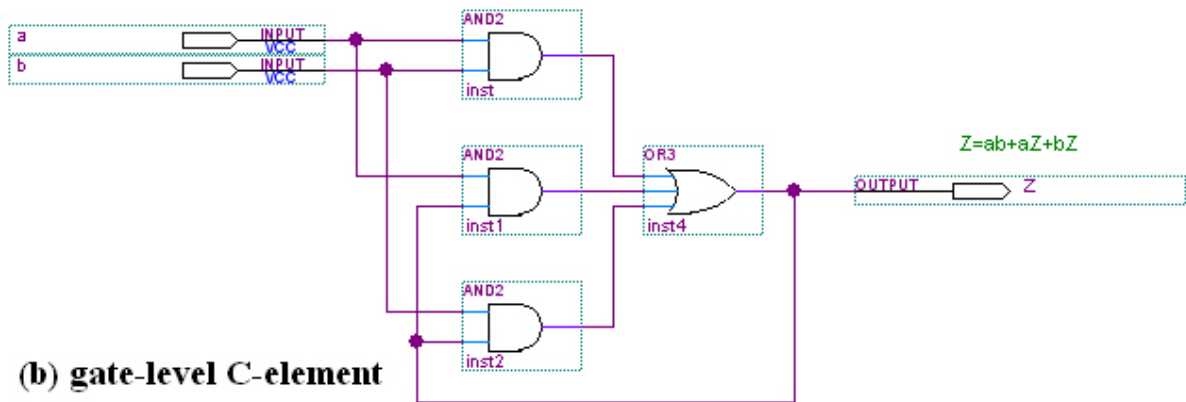 a
INPUT
VCC
b
INPUT
VCC
AND2
inst
AND2
inst1
AND2
inst2
OR3
inst4
Z=ab+aZ+bZ
OUTPUT
Z
(b) gate-level C-element